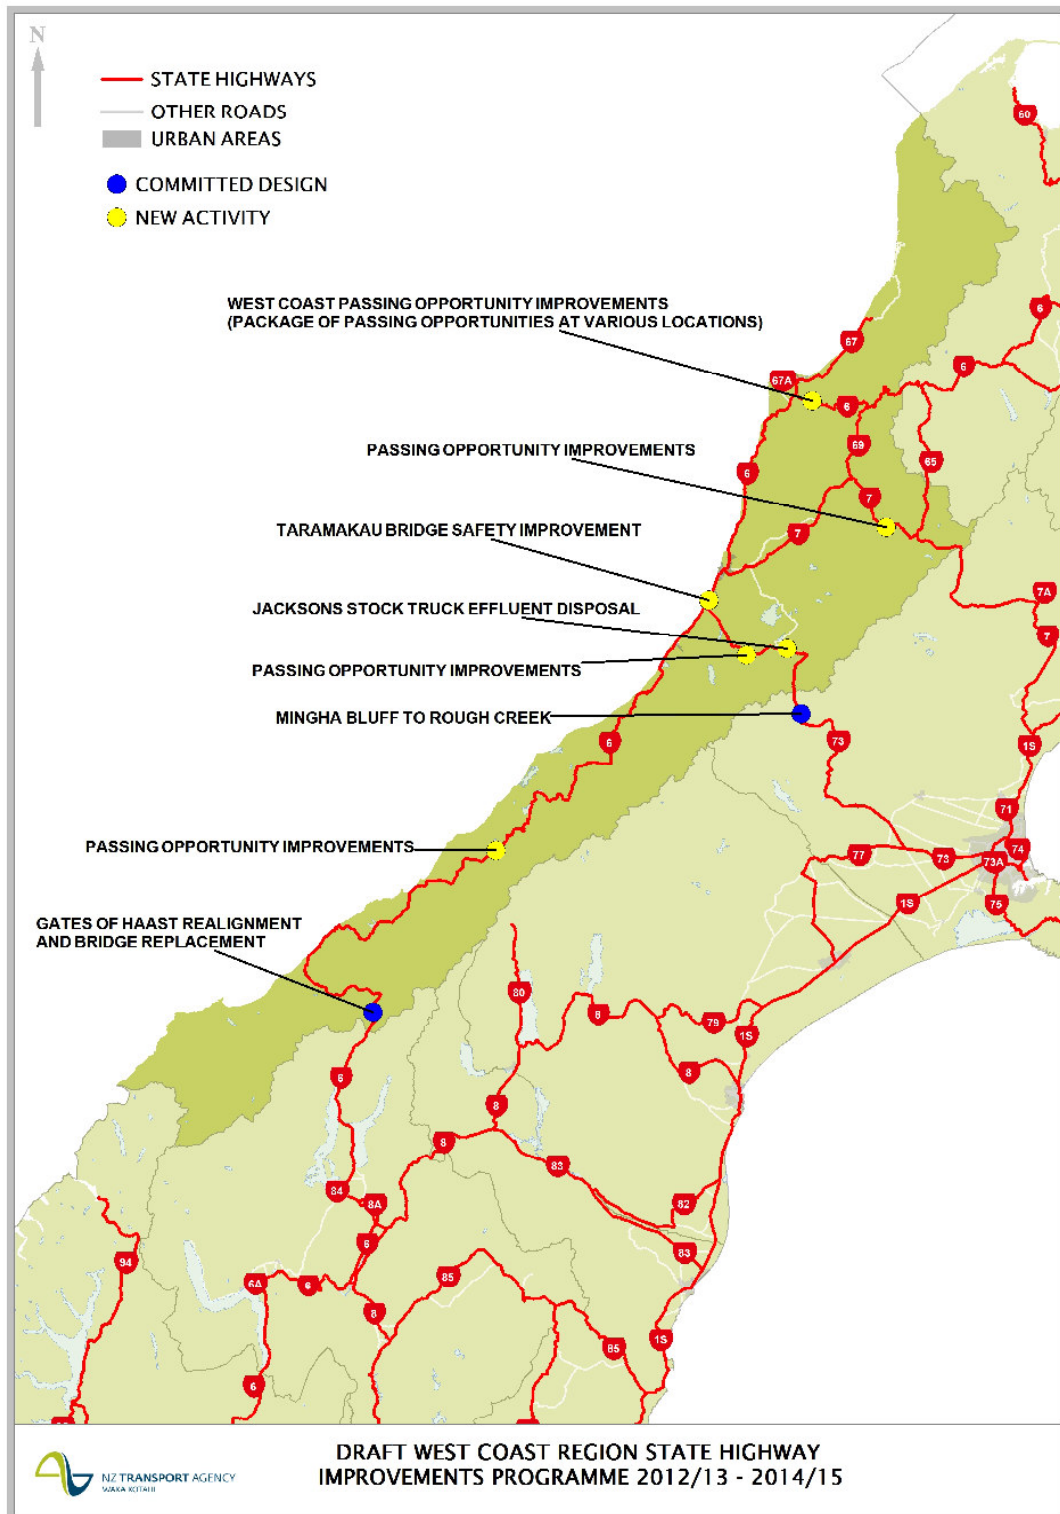 N
STATE HIGHWAYS
OTHER ROADS
URBAN AREAS
COMMITTED DESIGN
NEW ACTIVITY
60
WEST COAST PASSING OPPORTUNITY IMPROVEMENTS
(PACKAGE OF PASSING OPPORTUNITIES AT VARIOUS LOCATIONS)
6
67
67A
6
6
PASSING OPPORTUNITY IMPROVEMENTS
69
65
6
7
TARAMAKAU BRIDGE SAFETY IMPROVEMENT
7
7A
JACKSONS STOCK TRUCK EFFLUENT DISPOSAL
7
PASSING OPPORTUNITY IMPROVEMENTS
MINGHA BLUFF TO ROUGH CREEK
6
73
1S
71
PASSING OPPORTUNITY IMPROVEMENTS
77
73
73A
74
1S
75
GATES OF HAAST REALIGNMENT
AND BRIDGE REPLACEMENT
80
8
79
1S
6
8
8
8
83
84
8A
82
6
83
94
6A
6
85
8
85
1S
6
NZ TRANSPORT AGENCY
WAKA KOTAHI
DRAFT WEST COAST REGION STATE HIGHWAY
IMPROVEMENTS PROGRAMME 2012/13 - 2014/15